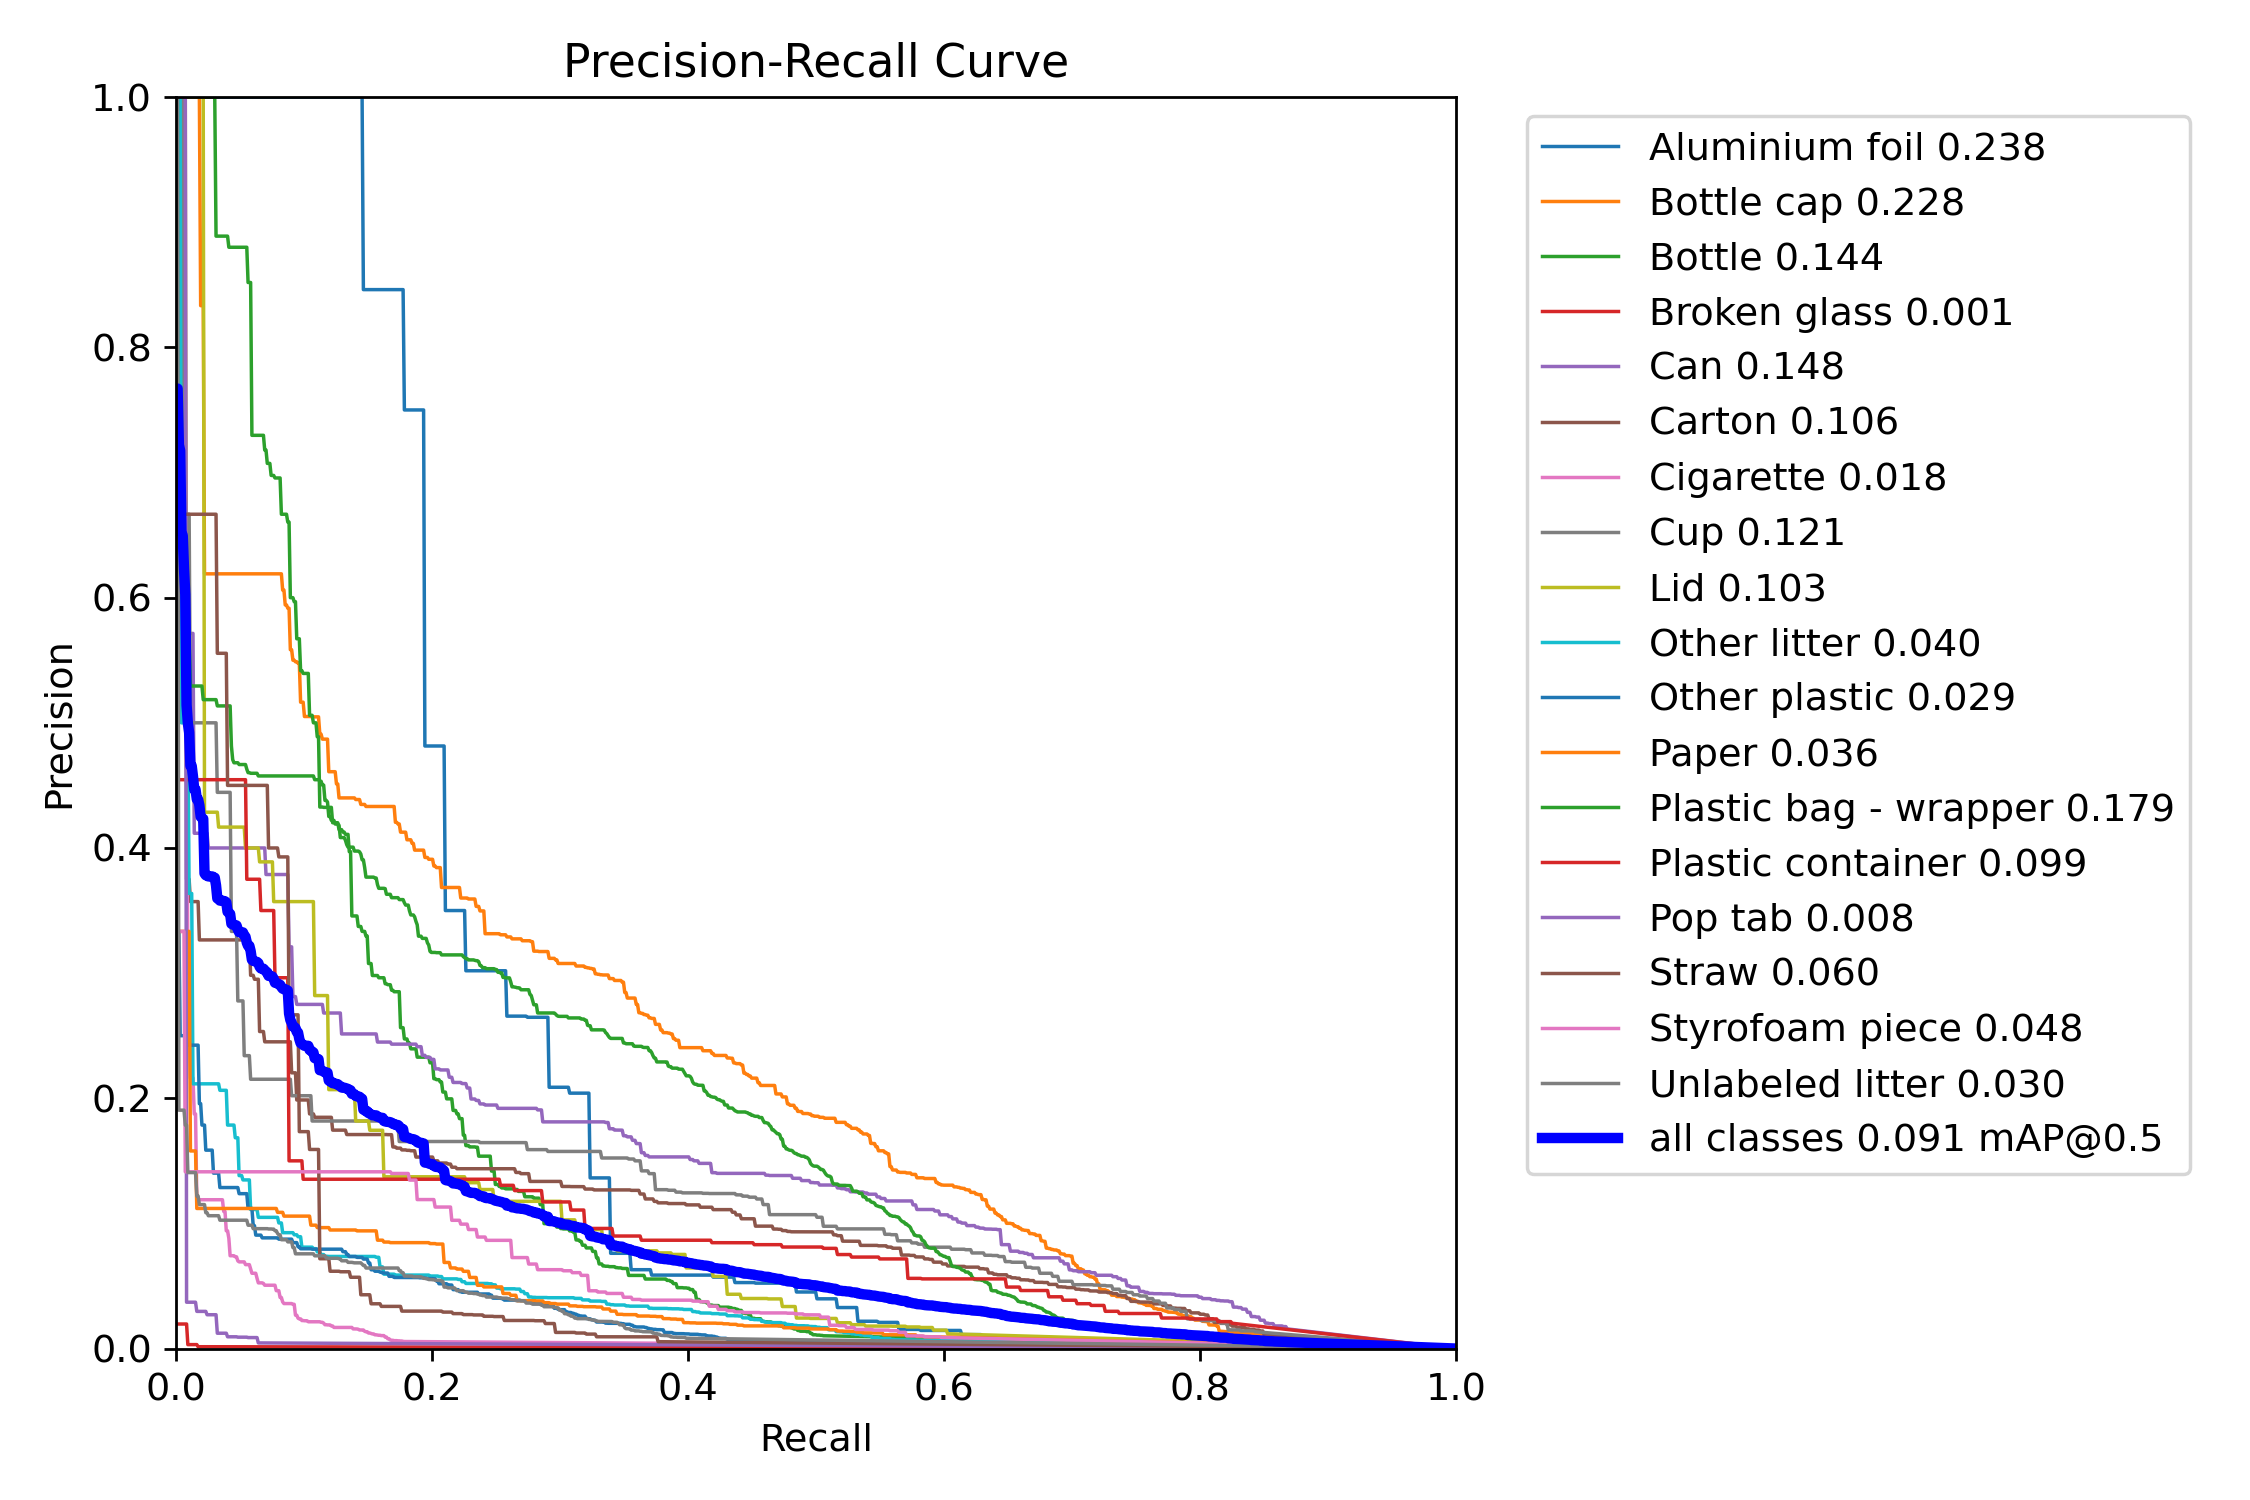 Precision-Recall Curve
1.0
0.8
0.6
0.4
0.2
0.0
Precision
0.0 0.2 0.4 0.6 0.8 1.0
Recall
Aluminium foil 0.238
Bottle cap 0.228
Bottle 0.144
Broken glass 0.001
Can 0.148
Carton 0.106
Cigarette 0.018
Cup 0.121
Lid 0.103
Other litter 0.040
Other plastic 0.029
Paper 0.036
Plastic bag - wrapper 0.179
Plastic container 0.099
Pop tab 0.008
Straw 0.060
Styrofoam piece 0.048
Unlabeled litter 0.030
all classes 0.091 mAP@0.5